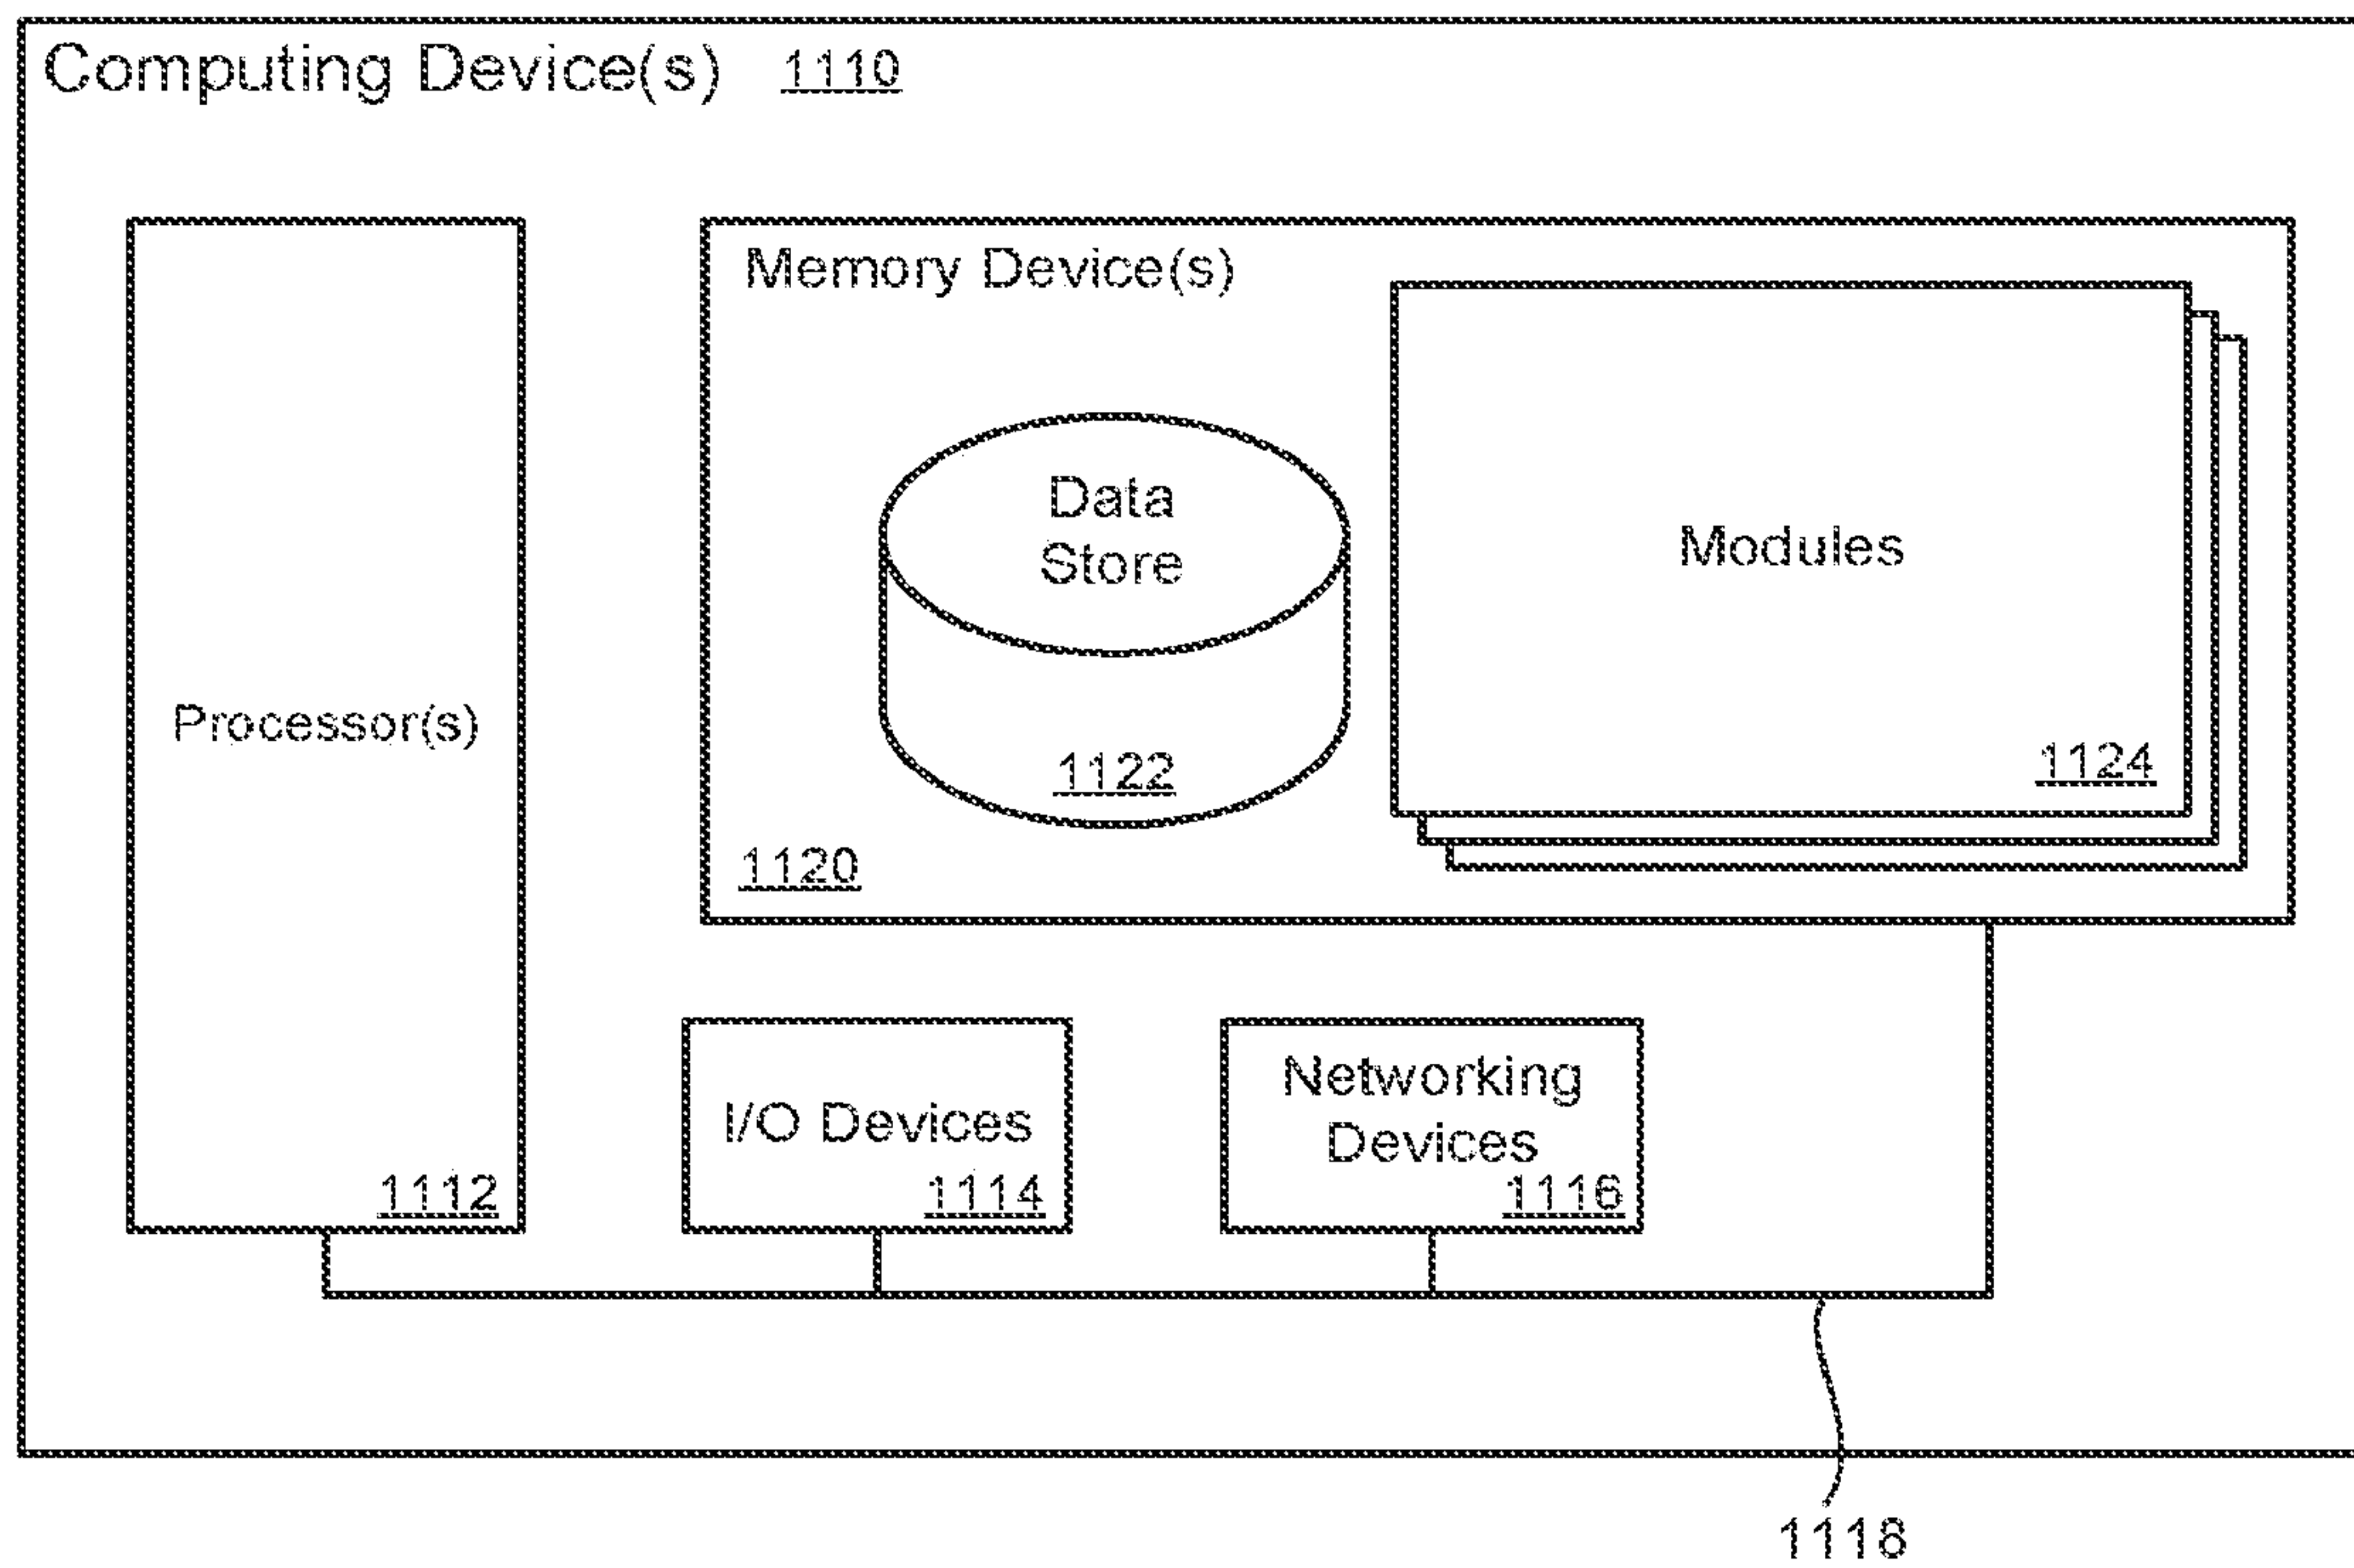 Computing Device(s) 1110
Memory Device(s)
Data
Store
Modules
Processor(s)
1124
1122
1120
Networking
I/O Devices
Devices
1112
1114
1116
1118